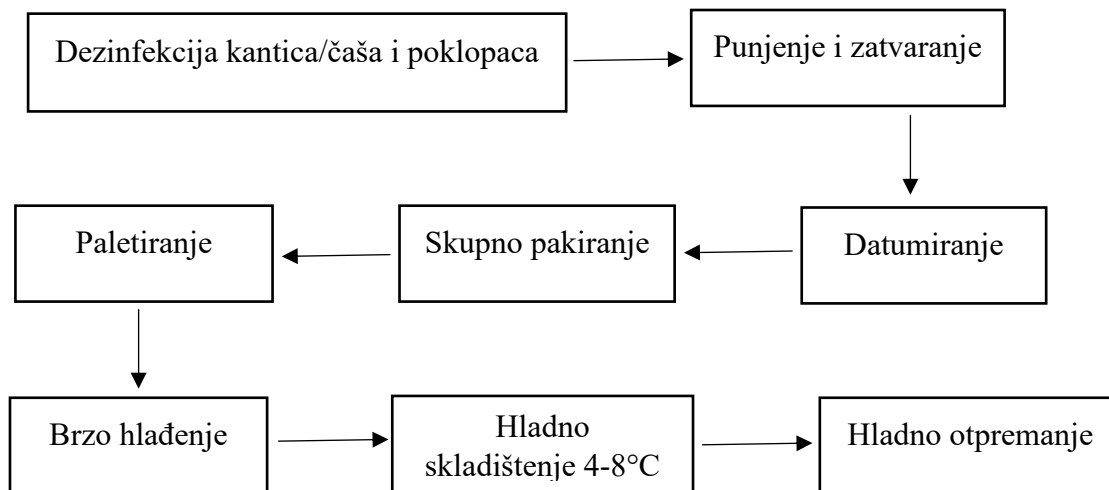 Dezinfekcija kantica/čaša i poklopaca
Punjenje i zatvaranje
Datumiranje
Skupno pakiranje
Paletiranje
Brzo hlađenje
Hladno
skladištenje 4-8°C
Hladno otpremanje